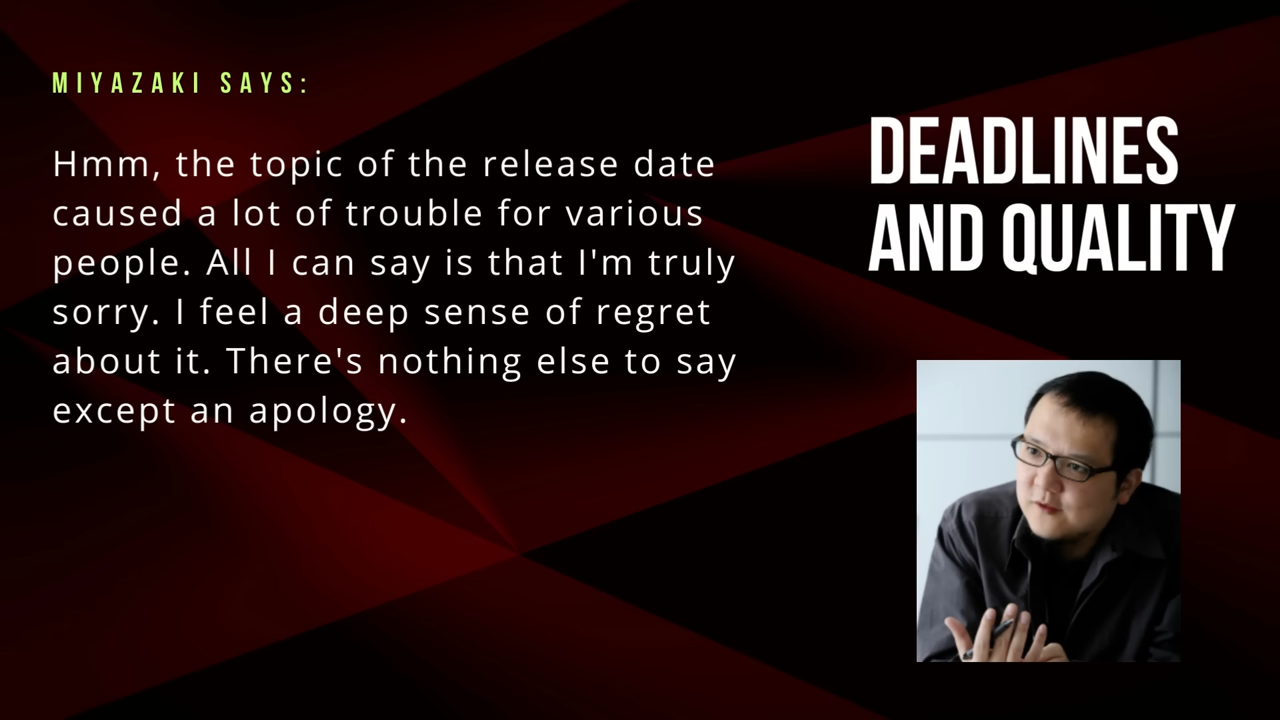 MIYAZAKI SAYS:
Hmm, the topic of the release date
caused a lot of trouble for various
people. All I can say is that I'm truly
sorry. I feel a deep sense of regret
about it. There's nothing else to say
except an apology.
DEADLINES
AND QUALITY